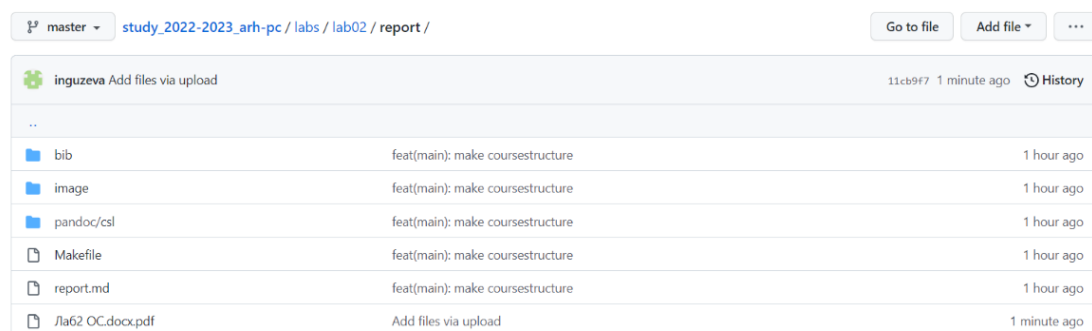 master study_2022-2023_arh-pc / labs / lab02 / report / Go to file Add file ...
inguzeva Add files via upload 11cb9f7 1 minute ago History
..
bib feat(main): make coursestructure 1 hour ago
image feat(main): make coursestructure 1 hour ago
pandoc/csl feat(main): make coursestructure 1 hour ago
Makefile feat(main): make coursestructure 1 hour ago
report.md feat(main): make coursestructure 1 hour ago
Лаб2 ОС.docx.pdf Add files via upload 1 minute ago